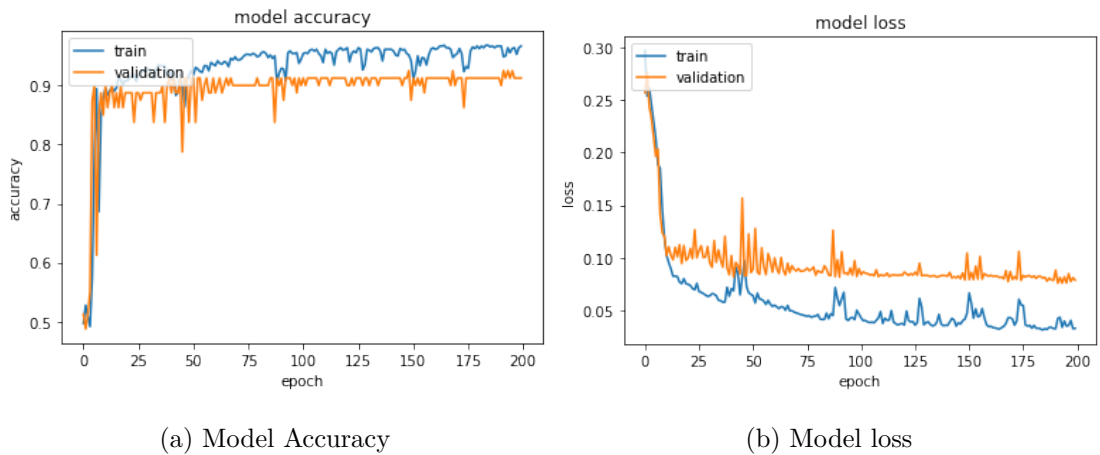 model accuracy
train
validation
0.9
0.8
0.7
0.6
0.5
accuracy
0 25 50 75 100 125 150 175 200
epoch
(a) Model Accuracy
model loss
train
validation
0.30
0.25
0.20
0.15
0.10
0.05
loss
0 25 50 75 100 125 150 175 200
epoch
(b) Model loss